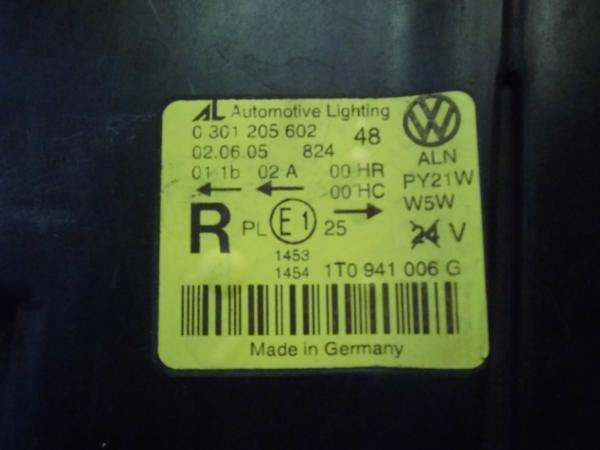 AL Automotive Lighting
0 301 205 602 48
02.06.05 824 ALN
01 1b 02 A 00 HR PY21W
00 HC W5W
R PL E1 25 24 V
1453
1454 1T0 941 006 G
Made in Germany